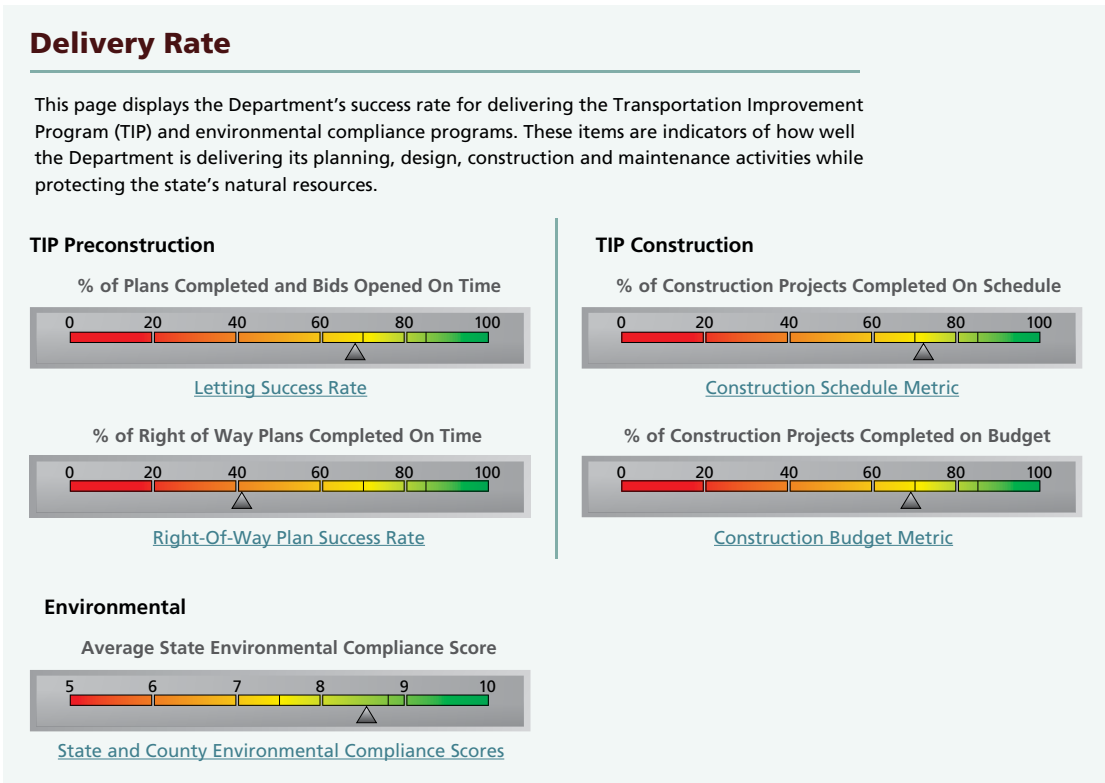 Delivery Rate
This page displays the Department’s success rate for delivering the Transportation Improvement
Program (TIP) and environmental compliance programs. These items are indicators of how well
the Department is delivering its planning, design, construction and maintenance activities while
protecting the state’s natural resources.
TIP Preconstruction
% of Plans Completed and Bids Opened On Time
0 20 40 60 80 100
Letting Success Rate
% of Right of Way Plans Completed On Time
0 20 40 60 80 100
Right-Of-Way Plan Success Rate
TIP Construction
% of Construction Projects Completed On Schedule
0 20 40 60 80 100
Construction Schedule Metric
% of Construction Projects Completed on Budget
0 20 40 60 80 100
Construction Budget Metric
Environmental
Average State Environmental Compliance Score
5 6 7 8 9 10
State and County Environmental Compliance Scores